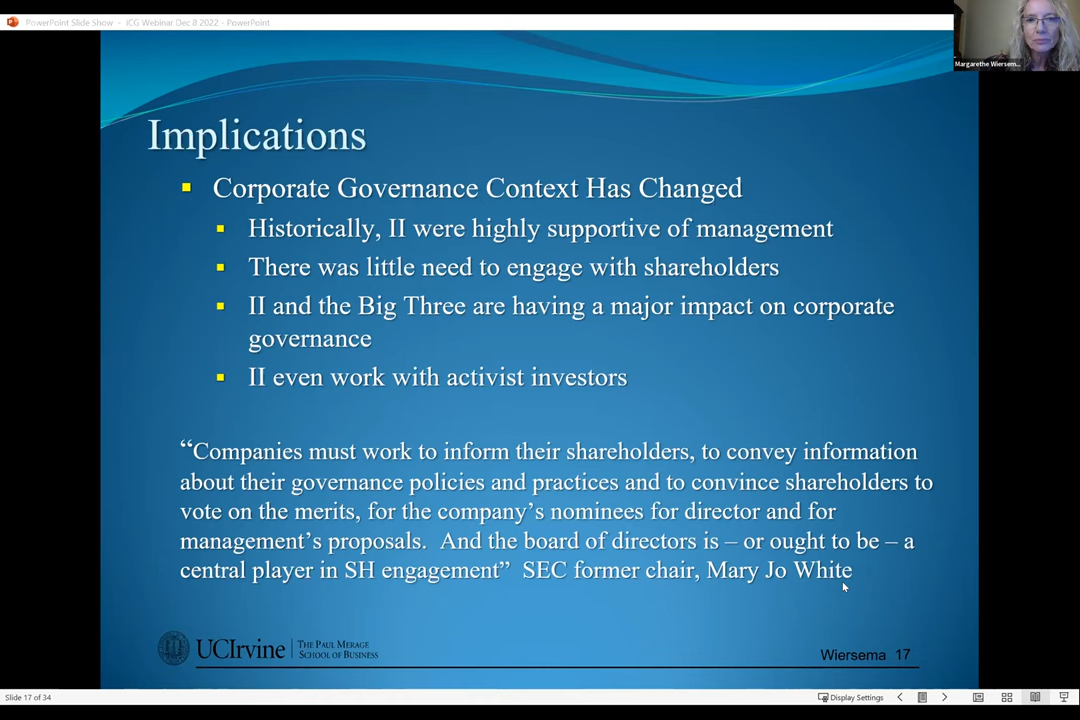 PowerPoint Slide Show - ICG Webinar Dec 8 2022 - PowerPoint
Margarethe Wiersem...
Implications
Corporate Governance Context Has Changed
Historically, II were highly supportive of management
There was little need to engage with shareholders
II and the Big Three are having a major impact on corporate
governance
II even work with activist investors
“Companies must work to inform their shareholders, to convey information
about their governance policies and practices and to convince shareholders to
vote on the merits, for the company’s nominees for director and for
management’s proposals. And the board of directors is – or ought to be – a
central player in SH engagement” SEC former chair, Mary Jo White
UCIrvine
THE PAUL MERAGE
SCHOOL OF BUSINESS
Wiersema 17
Slide 17 of 34
Display Settings